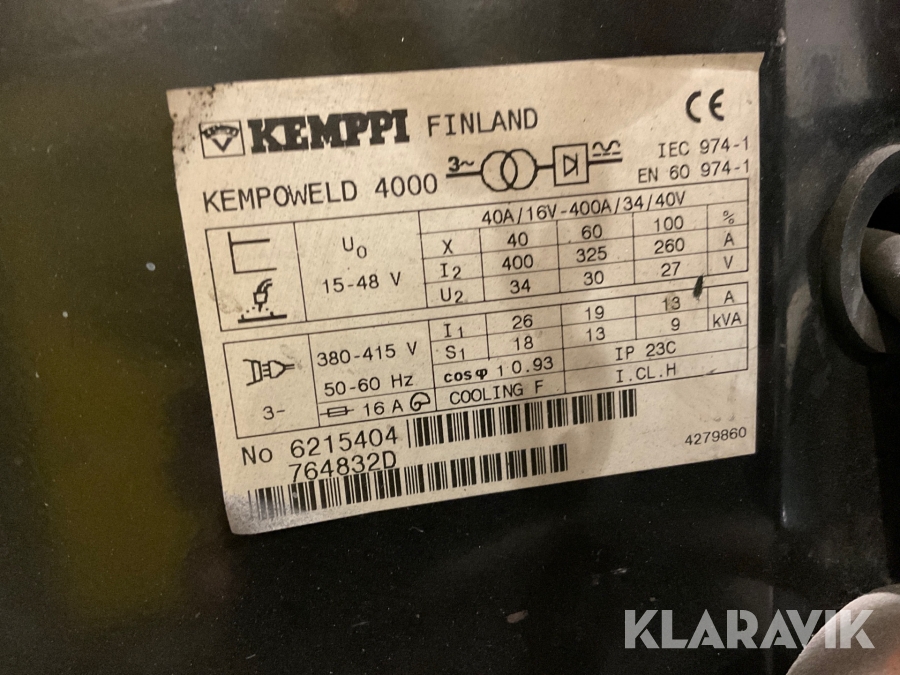 KEMPPI FINLAND CE
KEMPOWELD 4000 3~ IEC 974-1
EN 60 974-1
40A/16V-400A/34/40V
U0 X 40 60 100 %
15-48 V I2 400 325 260 A
U2 34 30 27 V
380-415 V I1 26 19 13 A
S1 18 13 9 kVA
50-60 Hz cosφ 10.93 IP 23C
3~ 16 A COOLING F I.CL.H
No 6215404 4279860
764832D
KLARAVIK